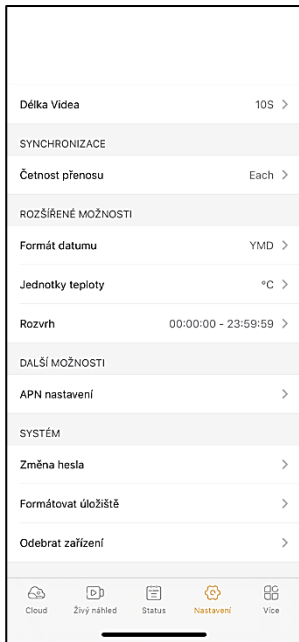 Délka Videa 10S >
SYNCHRONIZACE
Četnost přenosu Each >
ROZŠÍŘENÉ MOŽNOSTI
Formát datumu YMD >
Jednotky teploty °C >
Rozvrh 00:00:00 - 23:59:59 >
DALŠÍ MOŽNOSTI
APN nastavení >
SYSTÉM
Změna hesla >
Formátovat úložiště >
Odebrat zařízení >
Cloud Živý náhled Status Nastavení Více